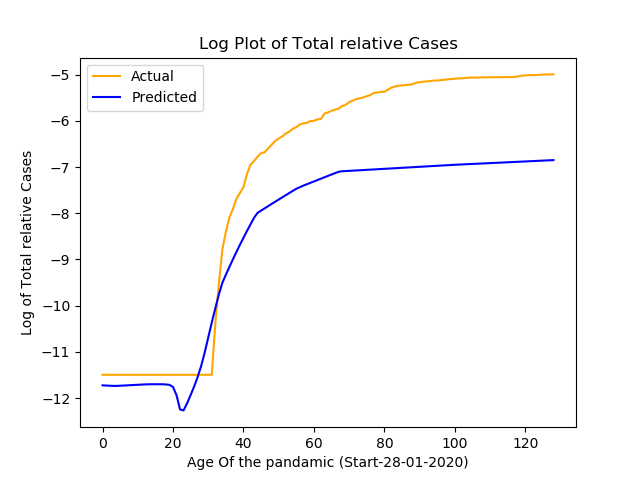 Log Plot of Total relative Cases
Actual
Predicted
−5
−6
−7
−8
−9
−10
−11
−12
Log of Total relative Cases
0 20 40 60 80 100 120
Age Of the pandamic (Start-28-01-2020)